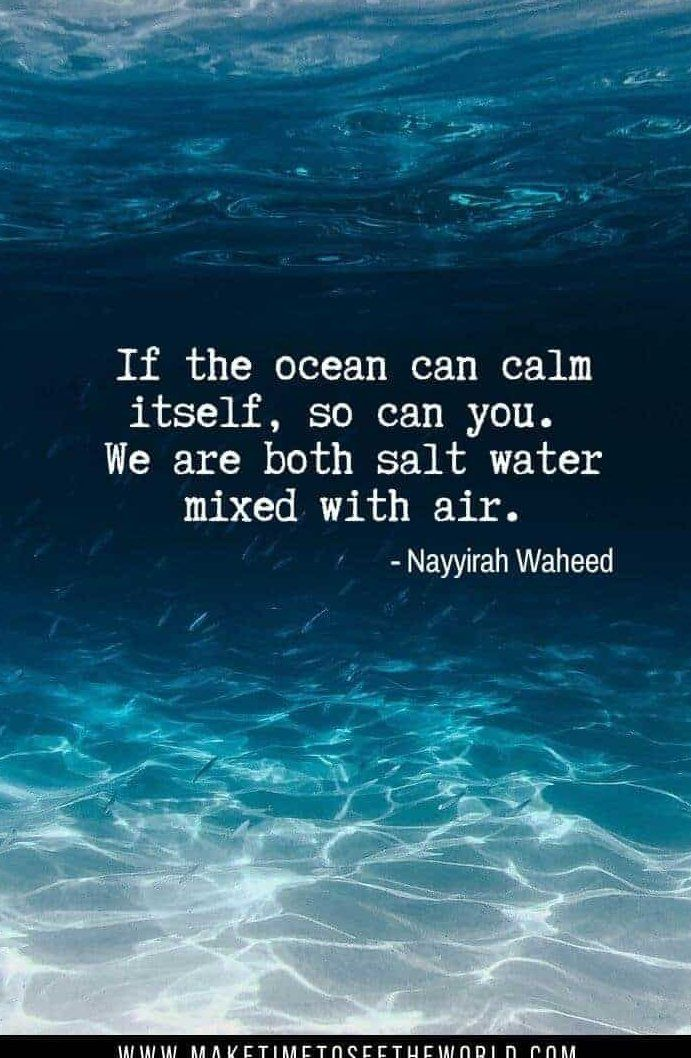 If the ocean can calm
itself, so can you.
We are both salt water
mixed with air.
- Nayyirah Waheed
WWW.MAKETIMETOSEETHEWORLD.COM